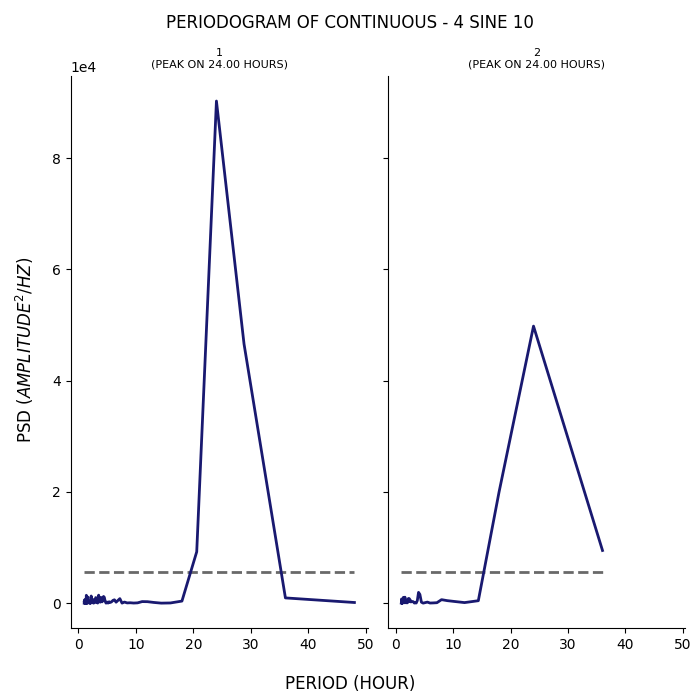 PERIODOGRAM OF CONTINUOUS - 4 SINE 10
1
(PEAK ON 24.00 HOURS)
2
(PEAK ON 24.00 HOURS)
1e4
8
6
4
2
0
PSD (AMPLITUDE²/HZ)
0 10 20 30 40 50
0 10 20 30 40 50
PERIOD (HOUR)